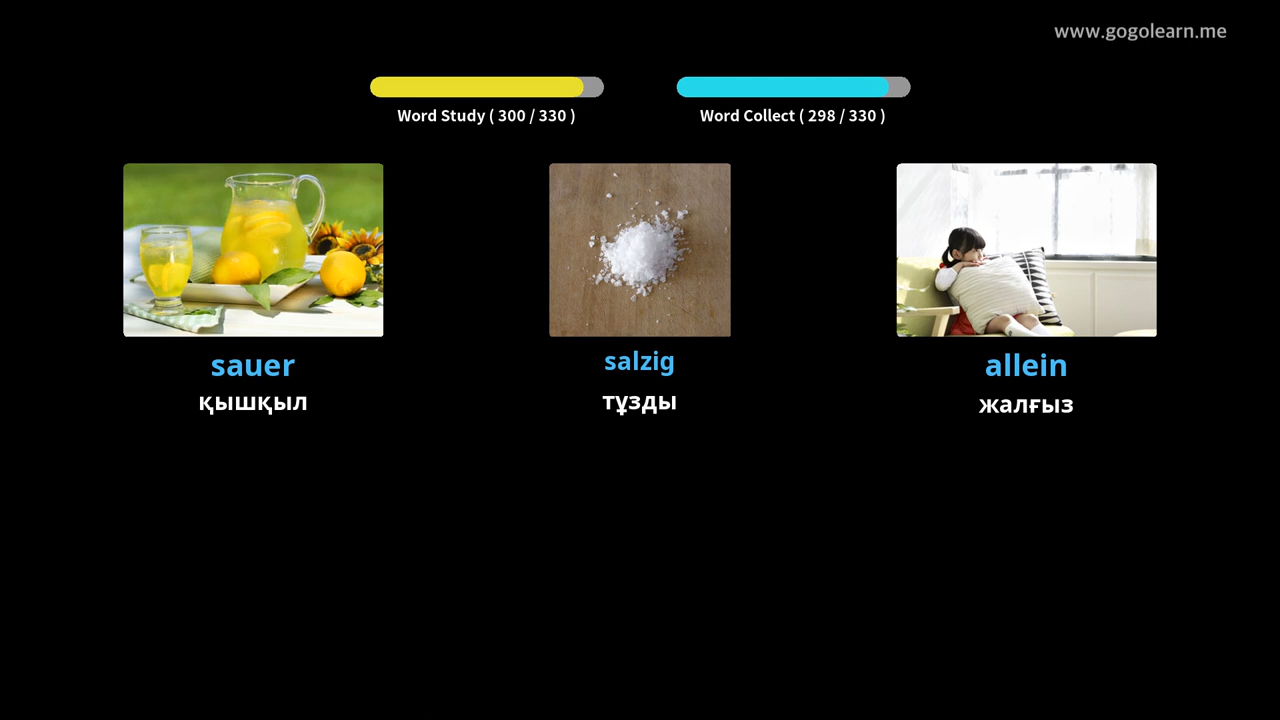 www.gogolearn.me
Word Study ( 300 / 330 )
Word Collect ( 298 / 330 )
sauer
salzig
allein
қышқыл
тұзды
жалғыз